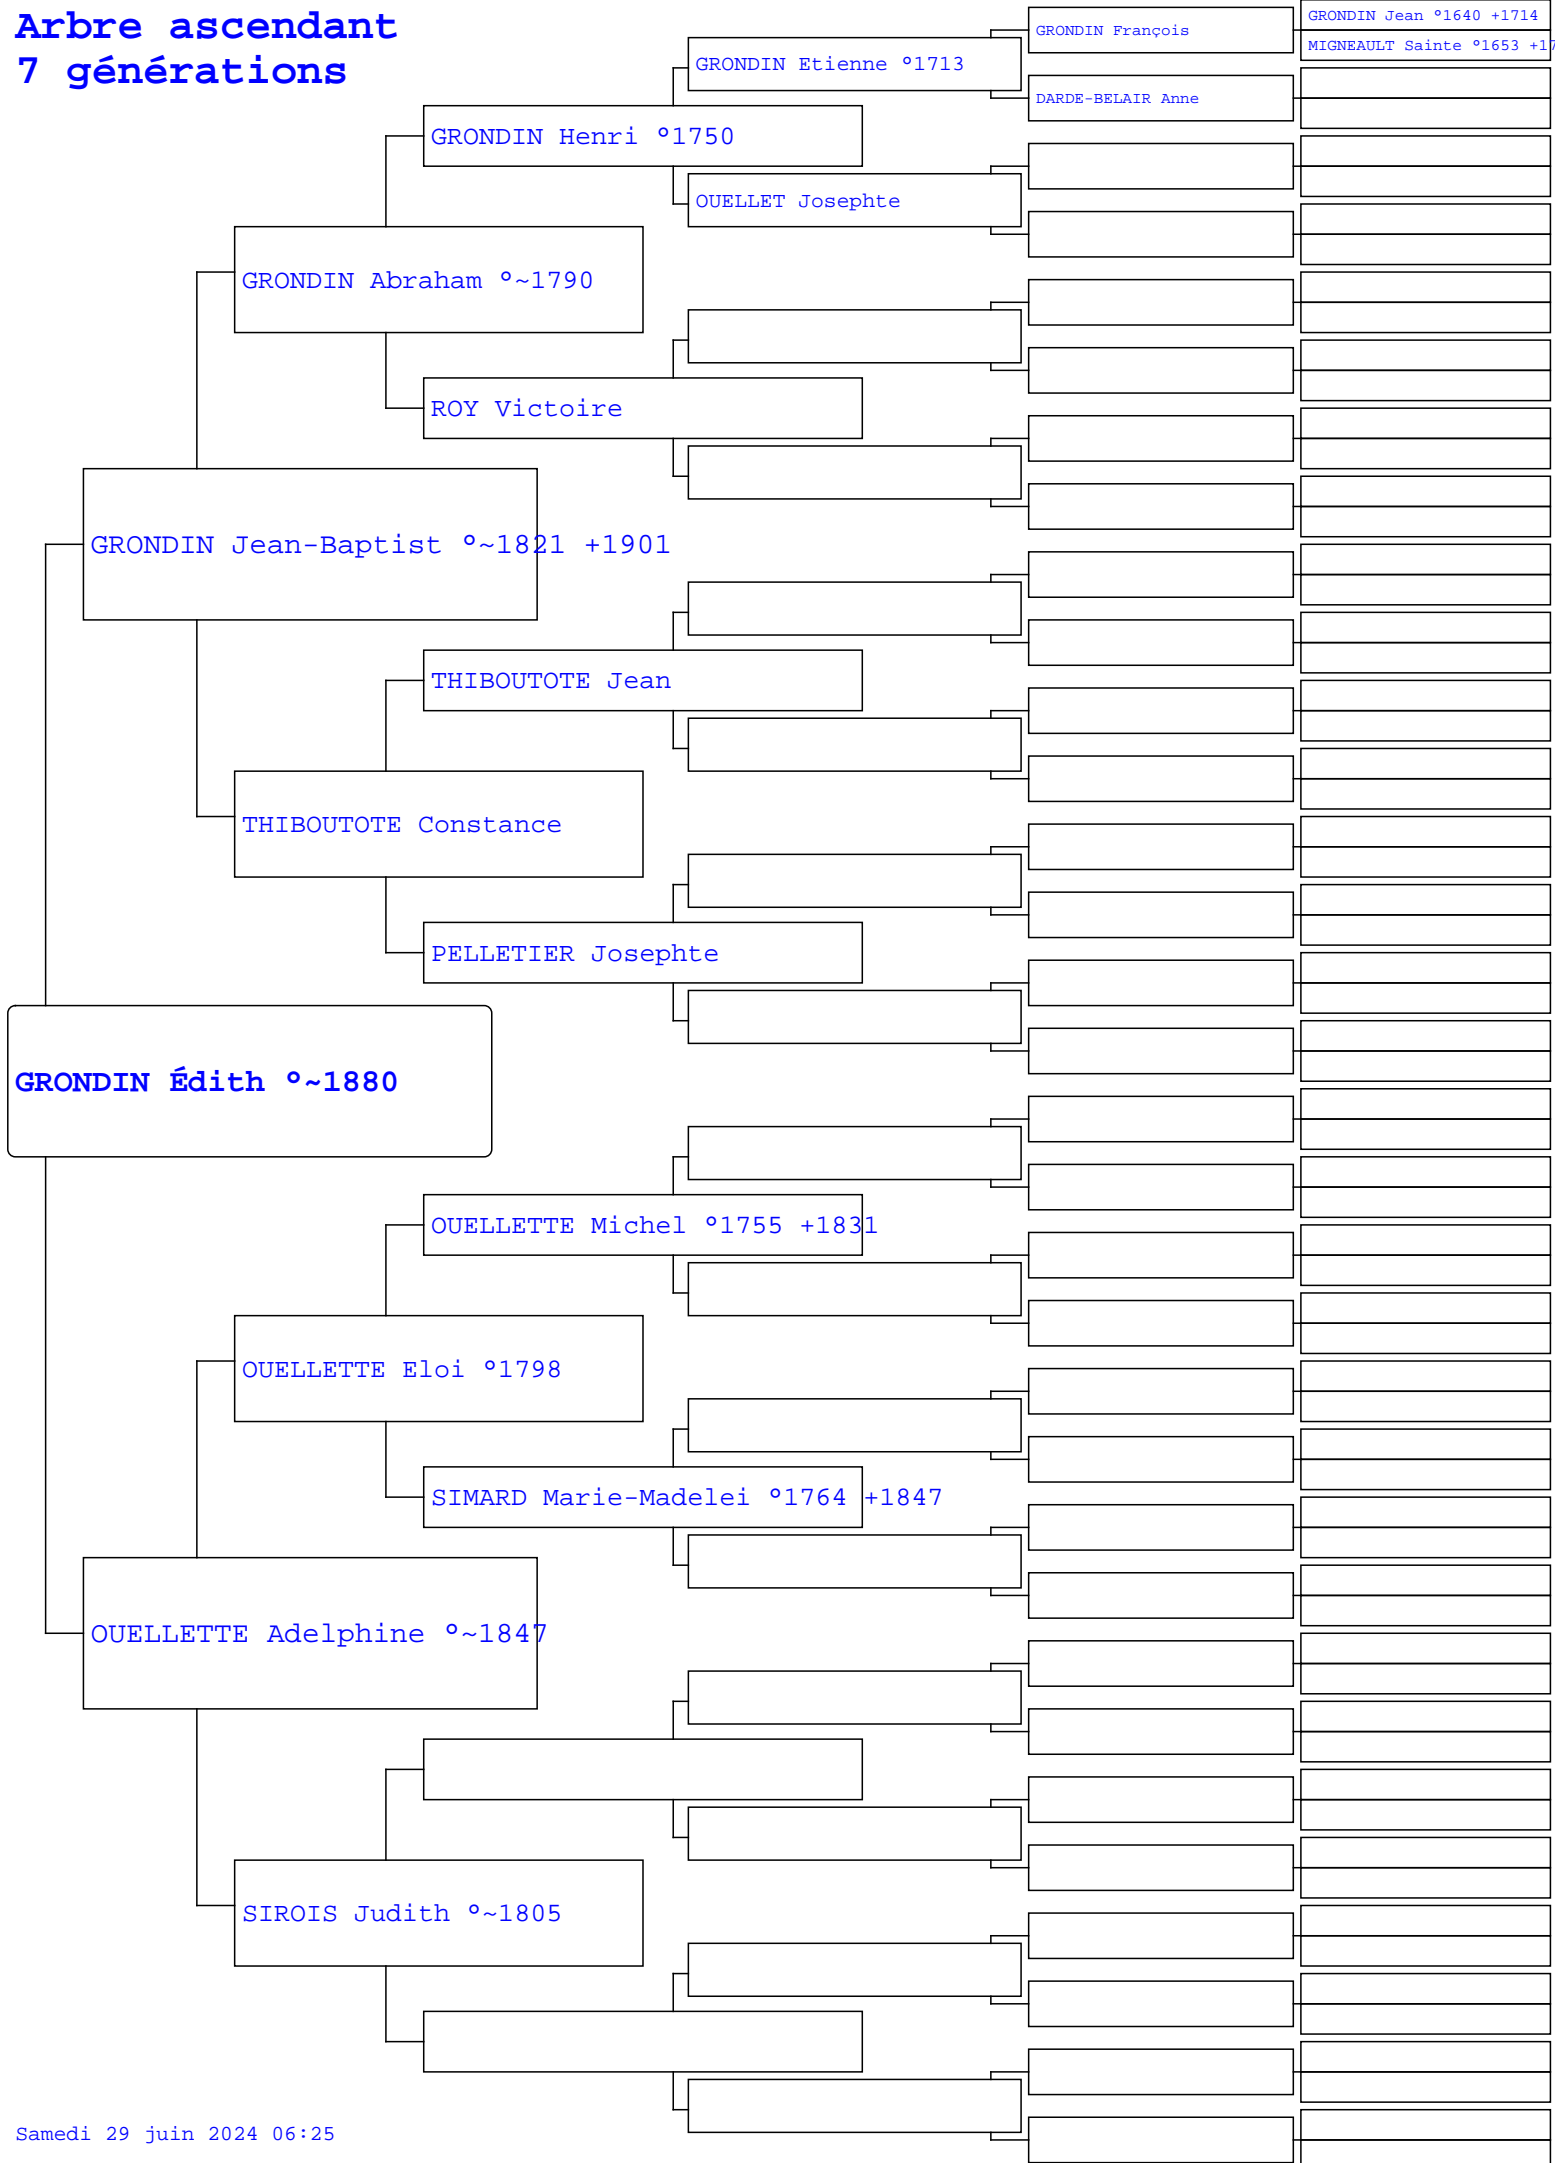 Arbre ascendant
7 générations
GRONDIN Jean °1640 +1714
MIGNEAULT Sainte °1653 +17
GRONDIN François
GRONDIN Etienne °1713
DARDE-BELAIR Anne
GRONDIN Henri °1750
OUELLET Josephte
GRONDIN Abraham °~1790
ROY Victoire
GRONDIN Jean-Baptist °~1821 +1901
THIBOUTOTE Jean
THIBOUTOTE Constance
PELLETIER Josephte
GRONDIN Édith °~1880
OUELLETTE Michel °1755 +1831
OUELLETTE Eloi °1798
SIMARD Marie-Madelei °1764 +1847
OUELLETTE Adelphine °~1847
SIROIS Judith °~1805
Samedi 29 juin 2024 06:25